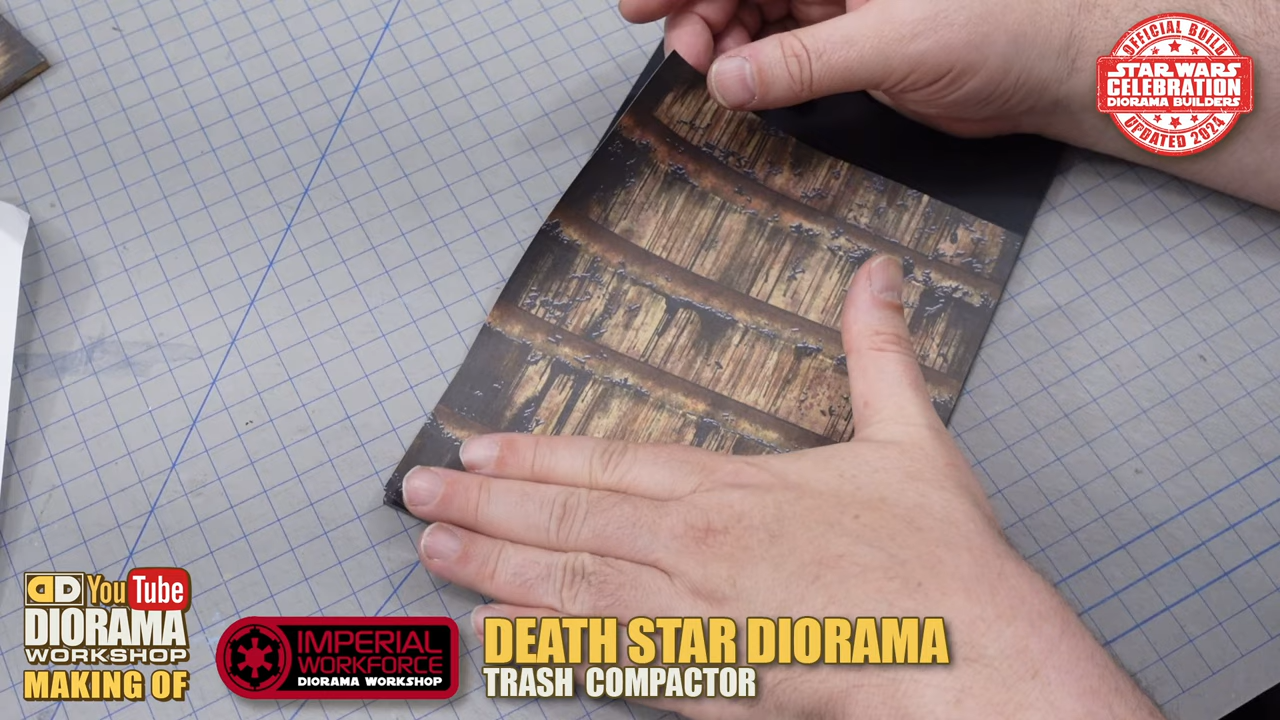 OFFICIAL BUILD
STAR WARS
CELEBRATION
DIORAMA BUILDERS
UPDATED 2024
DD YouTube
DIORAMA
WORKSHOP
MAKING OF
IMPERIAL
WORKFORCE
DIORAMA WORKSHOP
DEATH STAR DIORAMA
TRASH COMPACTOR